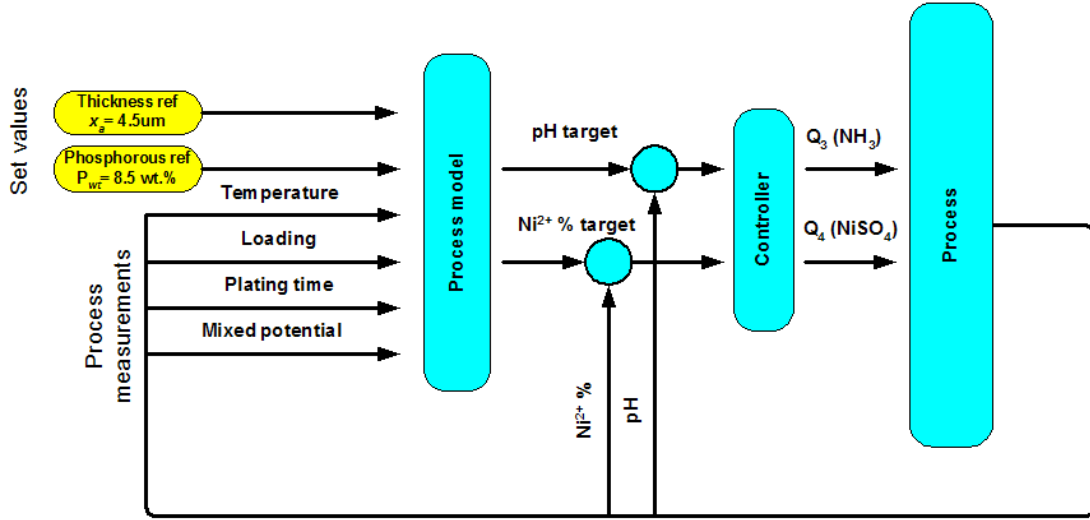 Set values
Thickness ref
xₐ= 4.5um
Phosphorous ref
P_wt= 8.5 wt.%
Process
measurements
Temperature
Loading
Plating time
Mixed potential
Process model
pH target
Ni²⁺ % target
Ni²⁺ %
pH
Controller
Q₃ (NH₃)
Q₄ (NiSO₄)
Process